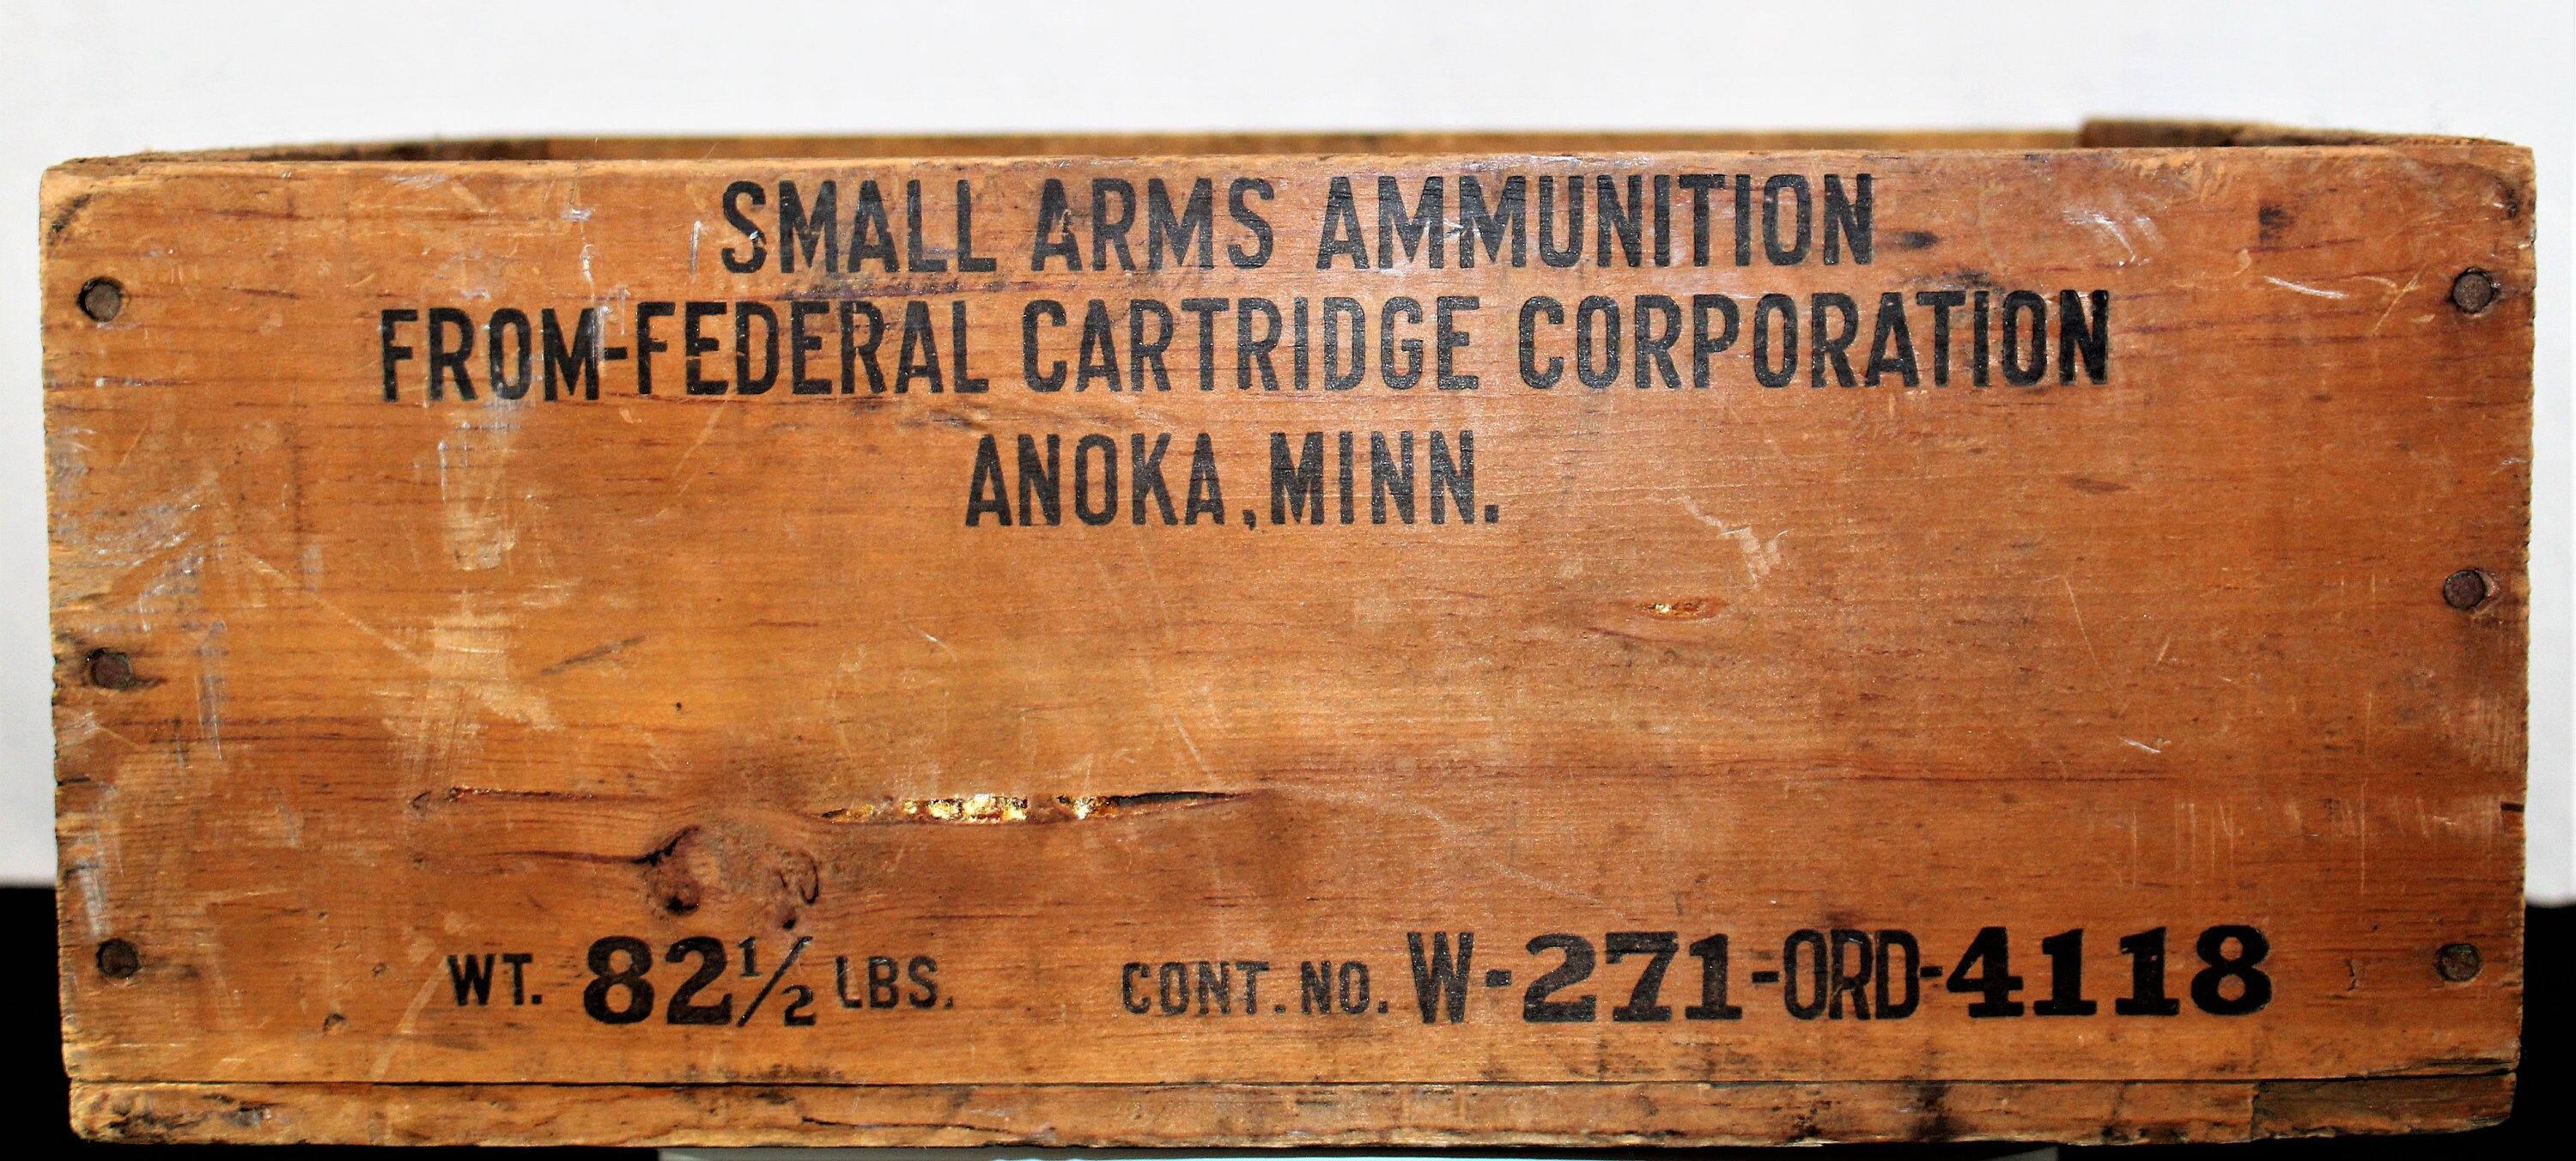 SMALL ARMS AMMUNITION
FROM-FEDERAL CARTRIDGE CORPORATION
ANOKA, MINN.
WT. 82½ LBS. CONT. NO. W-271-ORD-4118